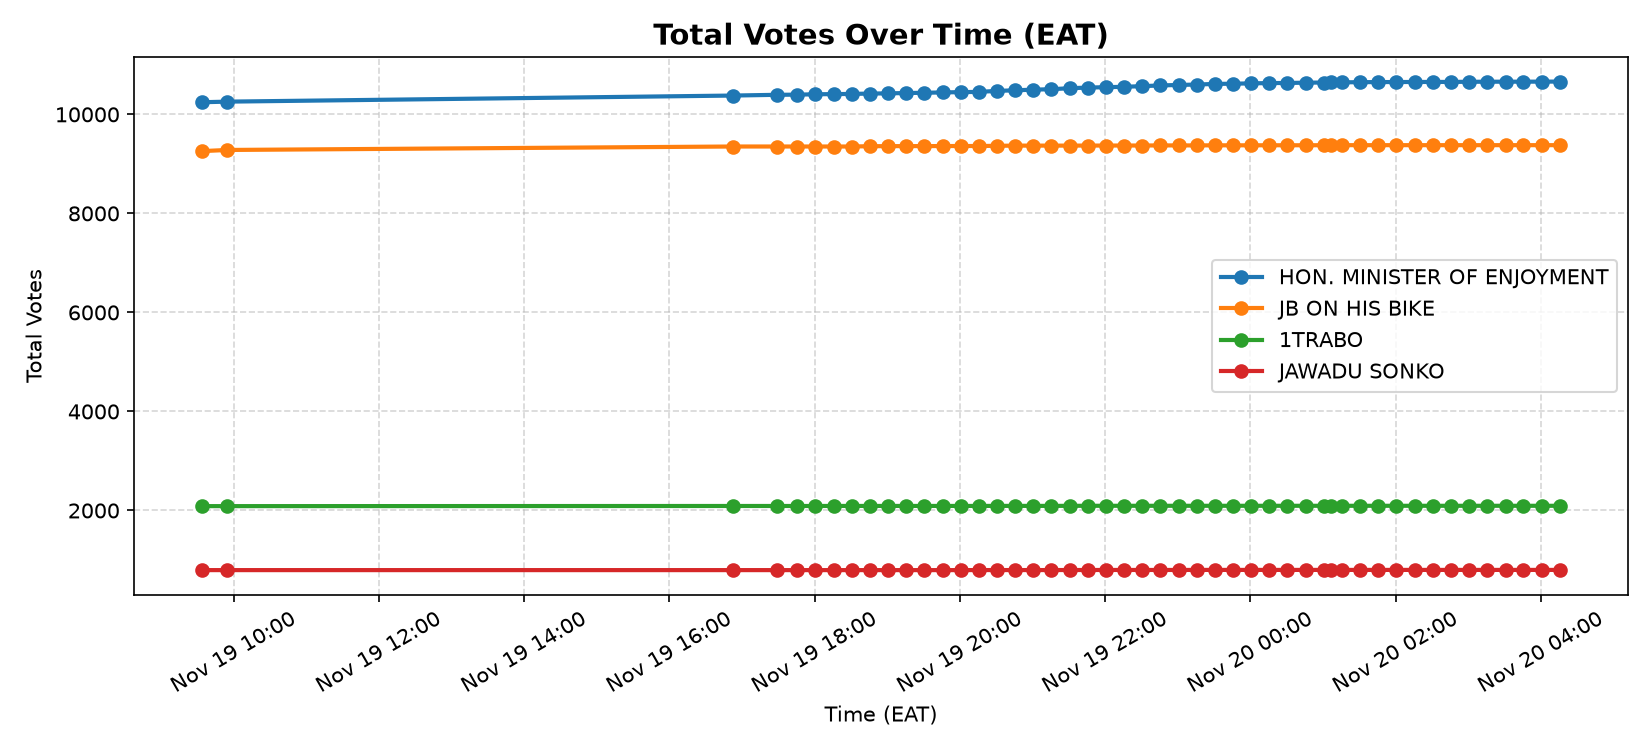 Total Votes Over Time (EAT)
Total Votes
10000
8000
6000
4000
2000
HON. MINISTER OF ENJOYMENT
JB ON HIS BIKE
1TRABO
JAWADU SONKO
Nov 19 10:00
Nov 19 12:00
Nov 19 14:00
Nov 19 16:00
Nov 19 18:00
Nov 19 20:00
Nov 19 22:00
Nov 20 00:00
Nov 20 02:00
Nov 20 04:00
Time (EAT)